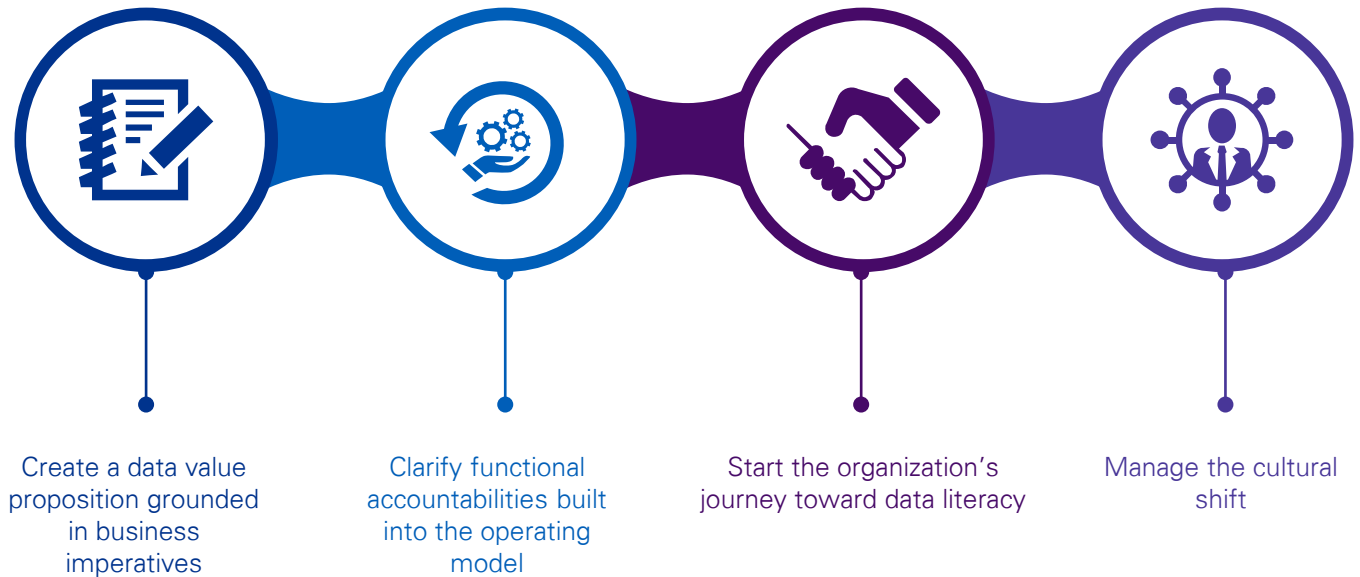 Create a data value
proposition grounded
in business
imperatives
Clarify functional
accountabilities built
into the operating
model
Start the organization’s
journey toward data literacy
Manage the cultural
shift